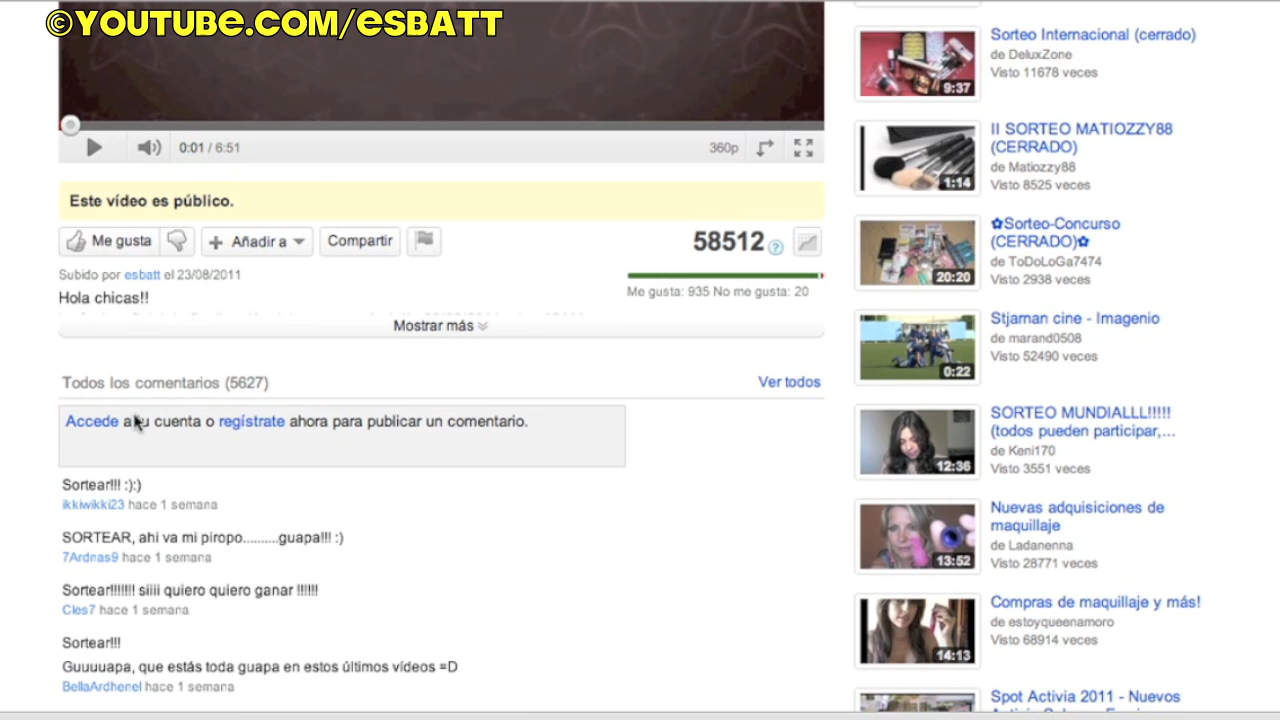 ©YOUTUBE.COM/ESBATT
0:01 / 6:51
360p
Este vídeo es público.
Me gusta
Añadir a
Compartir
58512
?
Subido por esbatt el 23/08/2011
Me gusta: 935 No me gusta: 20
Hola chicas!!
Mostrar más
Todos los comentarios (5627)
Ver todos
Accede a tu cuenta o regístrate ahora para publicar un comentario.
Sortear!!! :):)
ikkiwikki23 hace 1 semana
SORTEAR, ahi va mi piropo..........guapa!!! :)
7Ardnas9 hace 1 semana
Sortear!!!!!!! siiii quiero quiero ganar !!!!!!
Cles7 hace 1 semana
Sortear!!!
Guuuuapa, que estás toda guapa en estos últimos vídeos =D
BellaArdhenel hace 1 semana
Sorteo Internacional (cerrado)
de DeluxZone
Visto 11678 veces
9:37
II SORTEO MATIOZZY88
(CERRADO)
de Matiozzy88
Visto 8525 veces
1:14
✿Sorteo-Concurso
(CERRADO)✿
de ToDoLoGa7474
Visto 2938 veces
20:20
Stjarnan cine - Imagenio
de marand0508
Visto 52490 veces
0:22
SORTEO MUNDIALLL!!!!!
(todos pueden participar,...
de Keni170
Visto 3551 veces
12:36
Nuevas adquisiciones de
maquillaje
de Ladanenna
Visto 28771 veces
13:52
Compras de maquillaje y más!
de estoyqueenamoro
Visto 68914 veces
14:13
Spot Activia 2011 - Nuevos